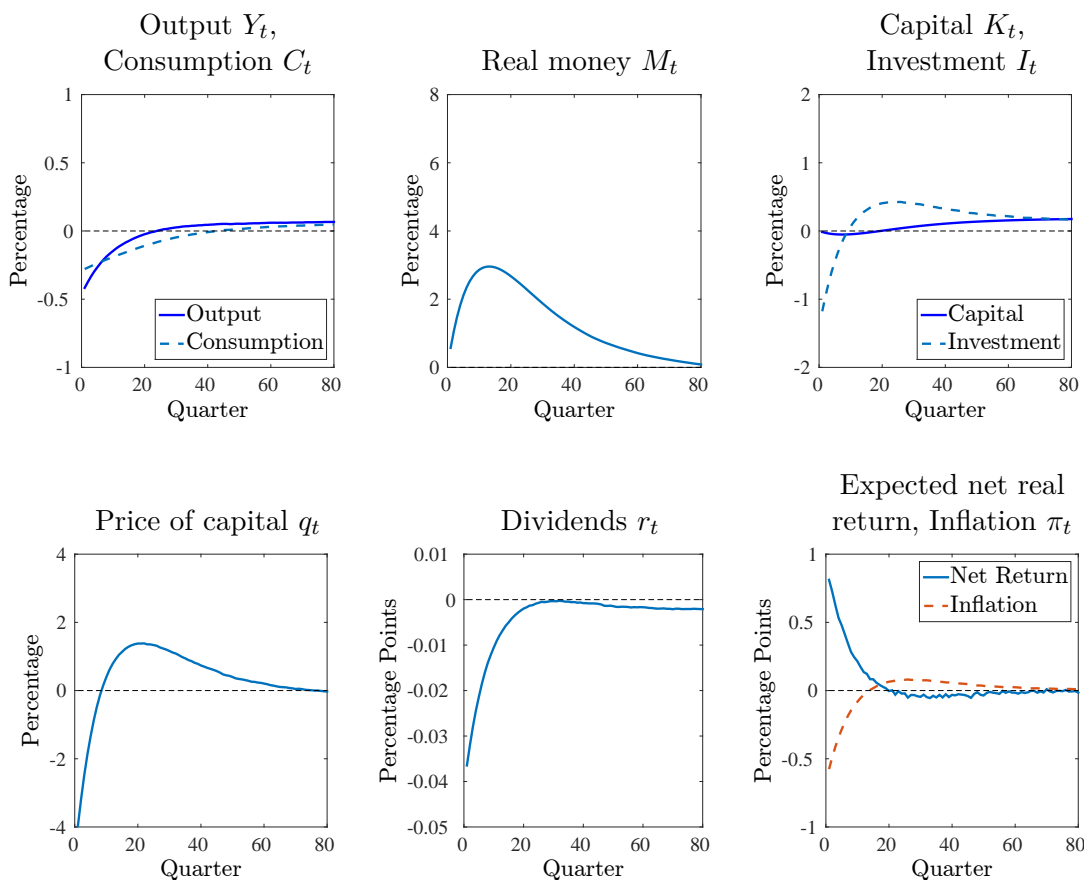 Output Y_t,
Consumption C_t
1
0.5
0
-0.5
-1
Percentage
Output
Consumption
0 20 40 60 80
Quarter
Real money M_t
8
6
4
2
0
Percentage
0 20 40 60 80
Quarter
Capital K_t,
Investment I_t
2
1
0
-1
-2
Percentage
Capital
Investment
0 20 40 60 80
Quarter
Price of capital q_t
4
2
0
-2
-4
Percentage
0 20 40 60 80
Quarter
Dividends r_t
0.01
0
-0.01
-0.02
-0.03
-0.04
-0.05
Percentage Points
0 20 40 60 80
Quarter
Expected net real
return, Inflation π_t
1
0.5
0
-0.5
-1
Percentage Points
Net Return
Inflation
0 20 40 60 80
Quarter